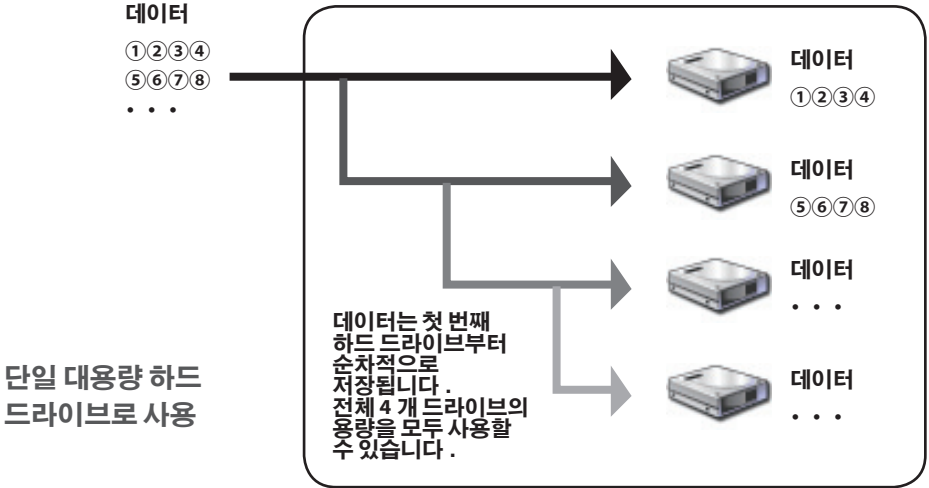 데이터
①②③④
⑤⑥⑦⑧
・・・
데이터
①②③④
데이터
⑤⑥⑦⑧
데이터
・・・
데이터
・・・
데이터는 첫 번째
하드 드라이브부터
순차적으로
저장됩니다 .
전체 4 개 드라이브의
용량을 모두 사용할
수 있습니다 .
단일 대용량 하드
드라이브로 사용